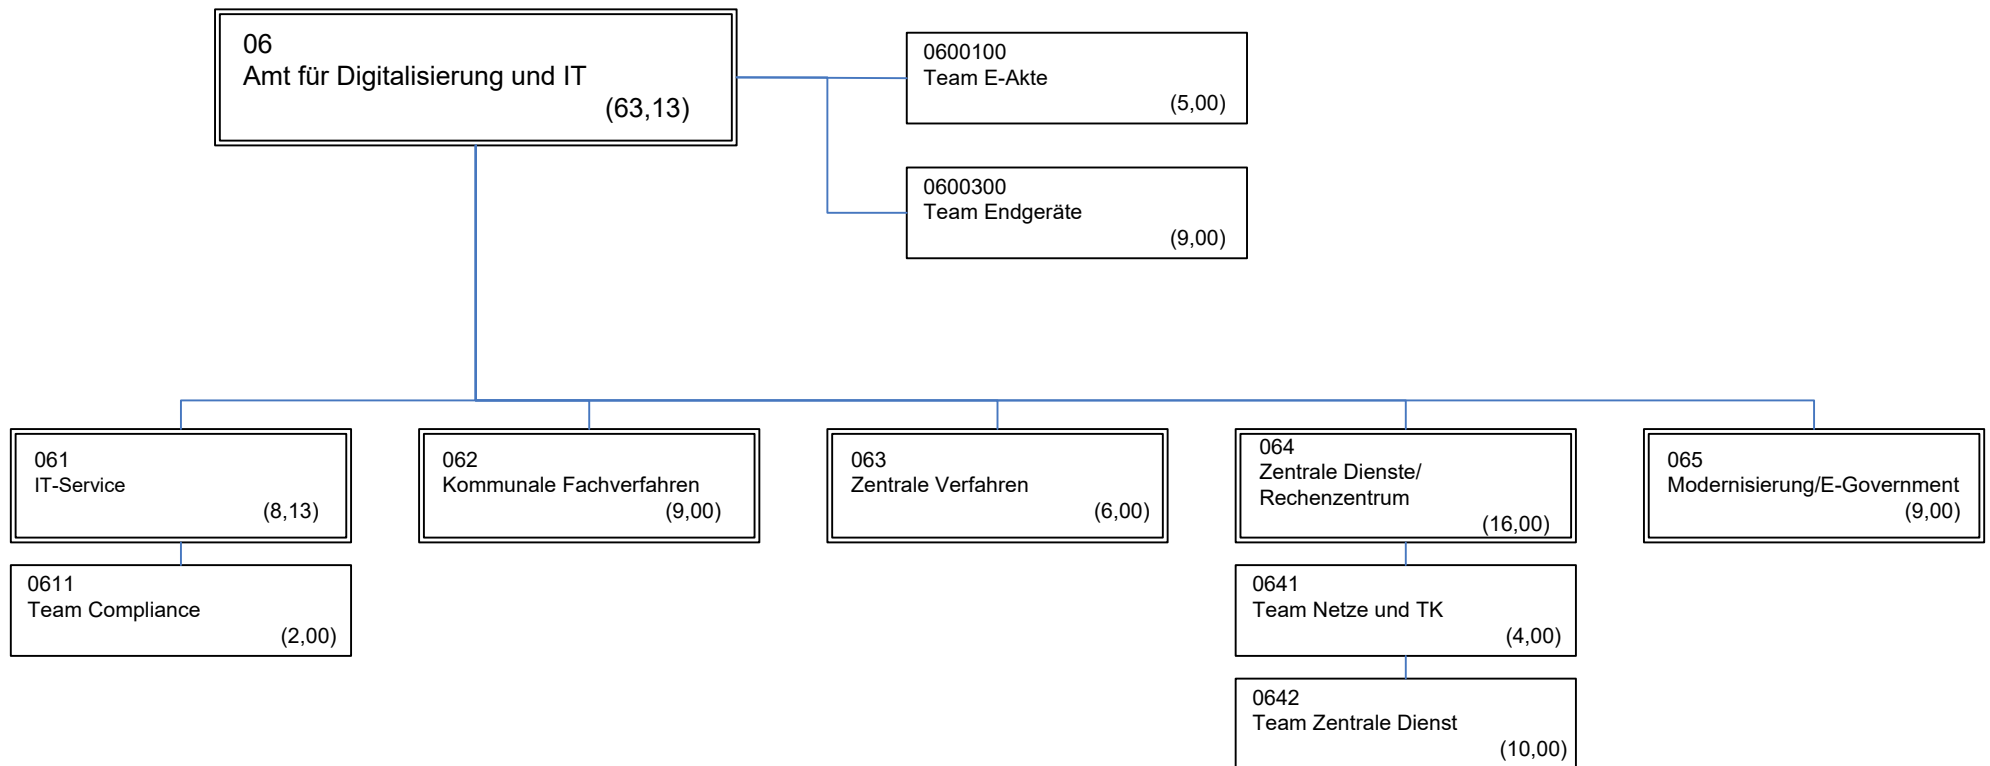 06
Amt für Digitalisierung und IT
(63,13)
0600100
Team E-Akte
(5,00)
0600300
Team Endgeräte
(9,00)
061
IT-Service
(8,13)
062
Kommunale Fachverfahren
(9,00)
063
Zentrale Verfahren
(6,00)
064
Zentrale Dienste/
Rechenzentrum
(16,00)
065
Modernisierung/E-Government
(9,00)
0611
Team Compliance
(2,00)
0641
Team Netze und TK
(4,00)
0642
Team Zentrale Dienst
(10,00)